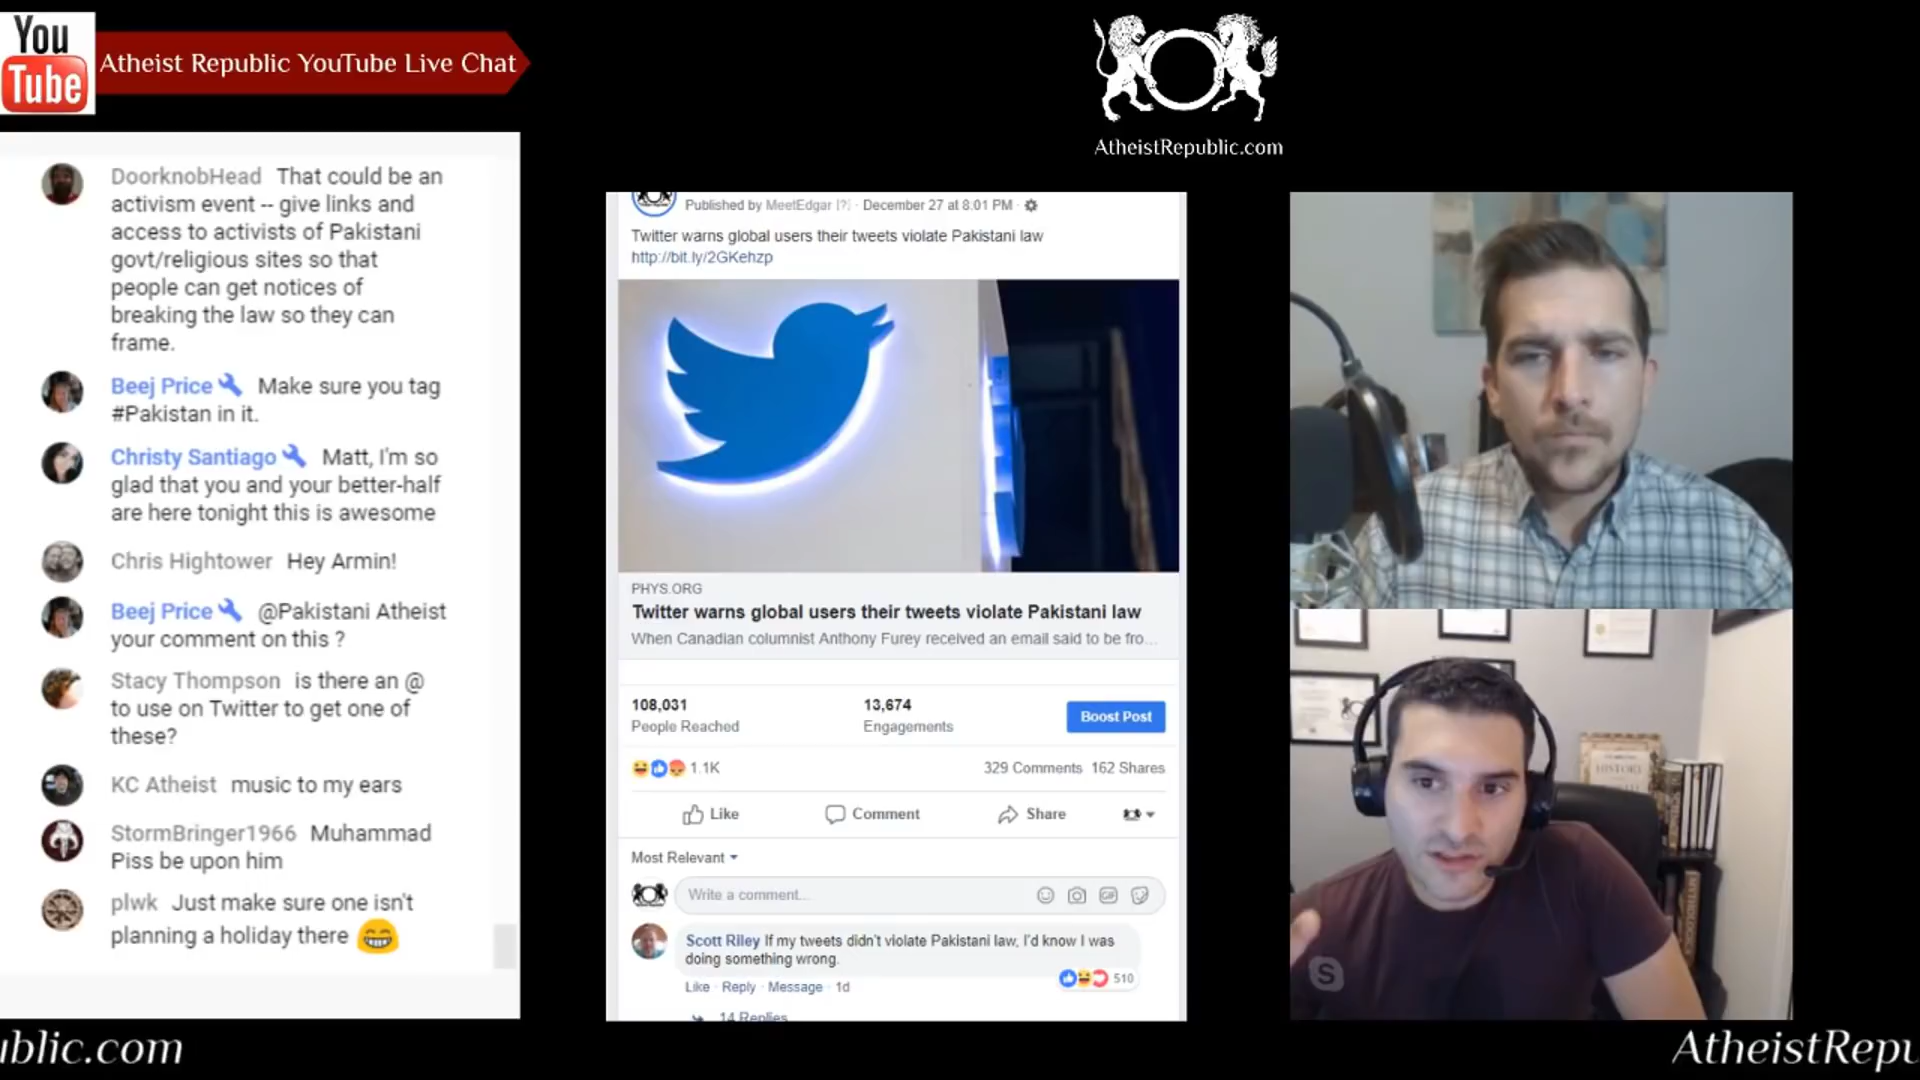 You
Tube
Atheist Republic YouTube Live Chat
DoorknobHead That could be an
activism event -- give links and
access to activists of Pakistani
govt/religious sites so that
people can get notices of
breaking the law so they can
frame.
Beej Price Make sure you tag
#Pakistan in it.
Christy Santiago Matt, I'm so
glad that you and your better-half
are here tonight this is awesome
Chris Hightower Hey Armin!
Beej Price @Pakistani Atheist
your comment on this ?
Stacy Thompson is there an @
to use on Twitter to get one of
these?
KC Atheist music to my ears
StormBringer1966 Muhammad
Piss be upon him
plwk Just make sure one isn't
planning a holiday there
AtheistRepublic.com
Published by MeetEdgar [?] · December 27 at 8:01 PM ·
Twitter warns global users their tweets violate Pakistani law
http://bit.ly/2GKehzp
PHYS.ORG
Twitter warns global users their tweets violate Pakistani law
When Canadian columnist Anthony Furey received an email said to be fro...
108,031 13,674
People Reached Engagements
Boost Post
1.1K 329 Comments 162 Shares
Like Comment Share
Most Relevant
Write a comment...
GIF
Scott Riley If my tweets didn't violate Pakistani law, I'd know I was
doing something wrong.
510
Like · Reply · Message · 1d
14 Replies
HISTORY
S
ublic.com
AtheistRepu